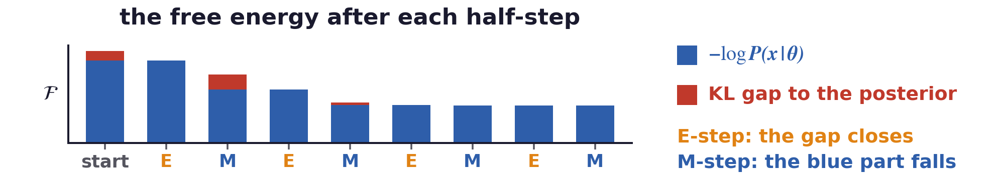 the free energy after each half-step
ℱ
start E M E M E M E M
−log P(x|θ)
KL gap to the posterior
E-step: the gap closes
M-step: the blue part falls